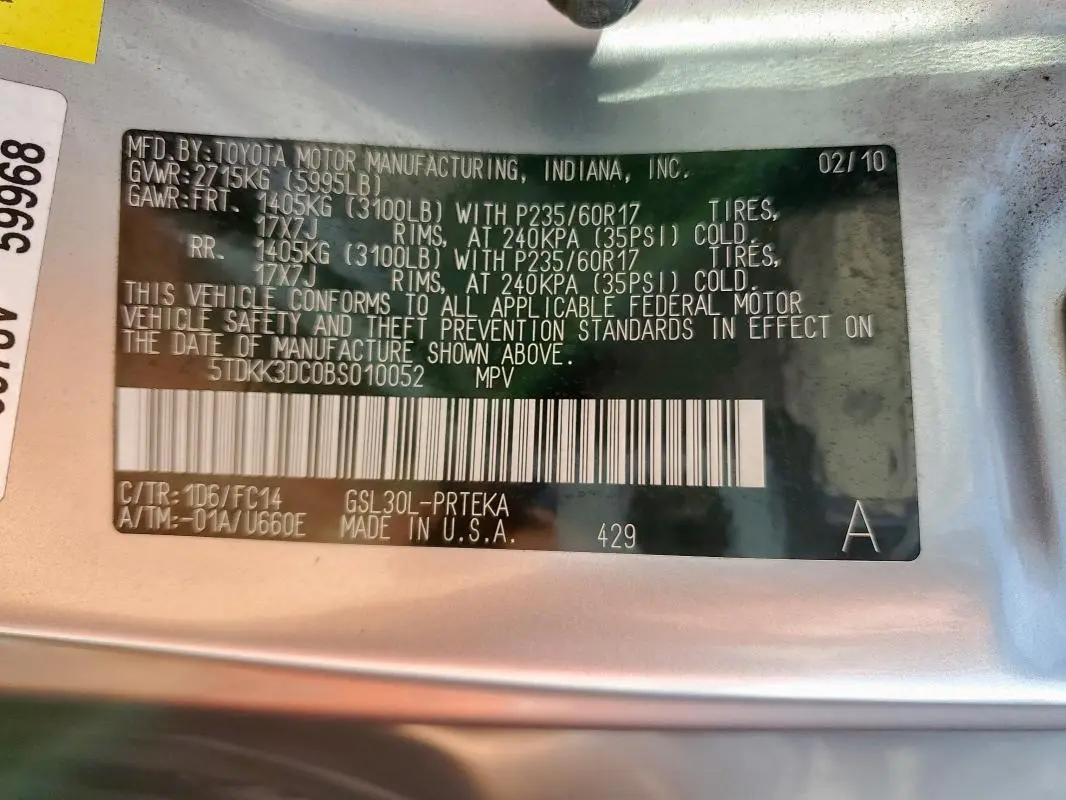 MFD.BY:TOYOTA MOTOR MANUFACTURING, INDIANA, INC. 02/10
GVWR:2715KG (5995LB)
GAWR:FRT. 1405KG (3100LB) WITH P235/60R17 TIRES,
17X7J RIMS, AT 240KPA (35PSI) COLD.
RR. 1405KG (3100LB) WITH P235/60R17 TIRES,
17X7J RIMS, AT 240KPA (35PSI) COLD.
THIS VEHICLE CONFORMS TO ALL APPLICABLE FEDERAL MOTOR
VEHICLE SAFETY AND THEFT PREVENTION STANDARDS IN EFFECT ON
THE DATE OF MANUFACTURE SHOWN ABOVE.
5TDKK3DC0BS010052 MPV
C/TR:1D6/FC14 GSL30L-PRTEKA
A/TM:-01A/U660E MADE IN U.S.A. 429 A
59968